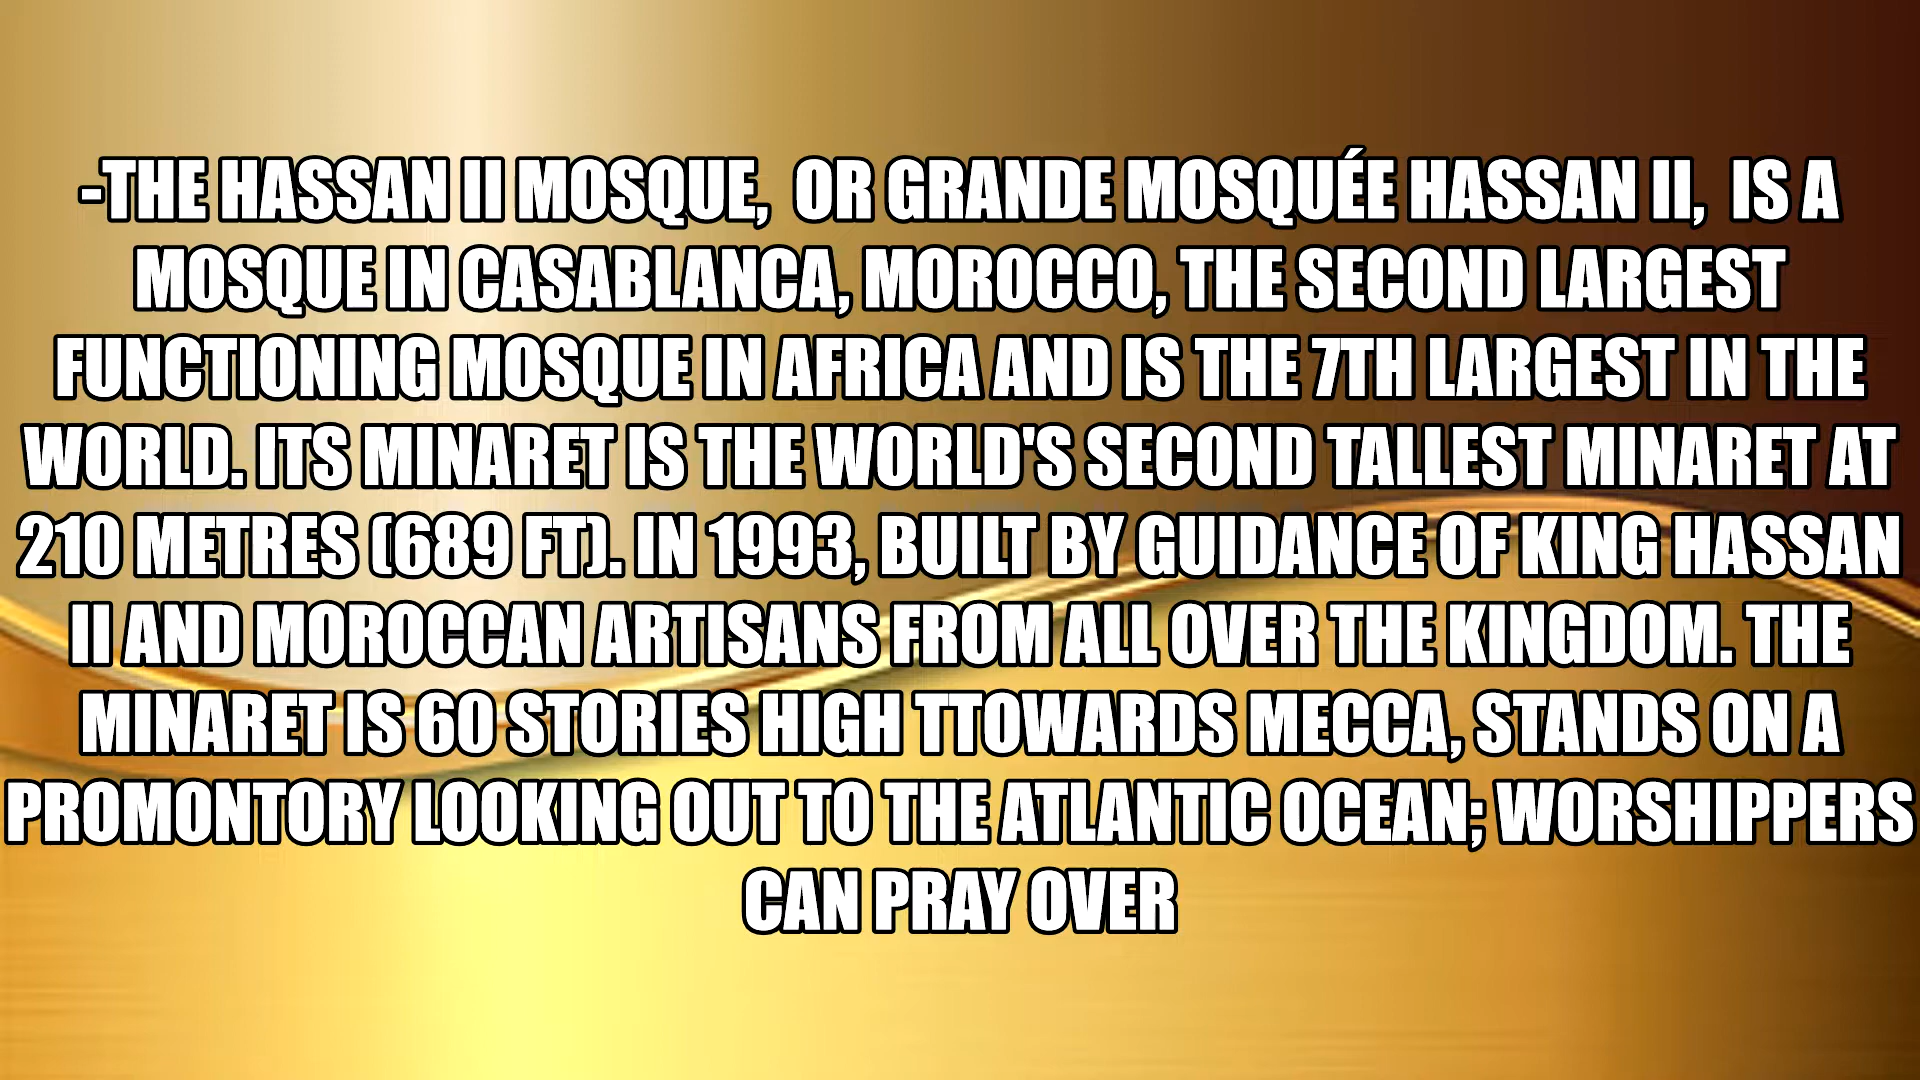 -THE HASSAN II MOSQUE,  OR GRANDE MOSQUÉE HASSAN II,  IS A
MOSQUE IN CASABLANCA, MOROCCO, THE SECOND LARGEST
FUNCTIONING MOSQUE IN AFRICA AND IS THE 7TH LARGEST IN THE
WORLD. ITS MINARET IS THE WORLD'S SECOND TALLEST MINARET AT
210 METRES (689 FT). IN 1993, BUILT BY GUIDANCE OF KING HASSAN
II AND MOROCCAN ARTISANS FROM ALL OVER THE KINGDOM. THE
MINARET IS 60 STORIES HIGH TTOWARDS MECCA, STANDS ON A
PROMONTORY LOOKING OUT TO THE ATLANTIC OCEAN; WORSHIPPERS
CAN PRAY OVER